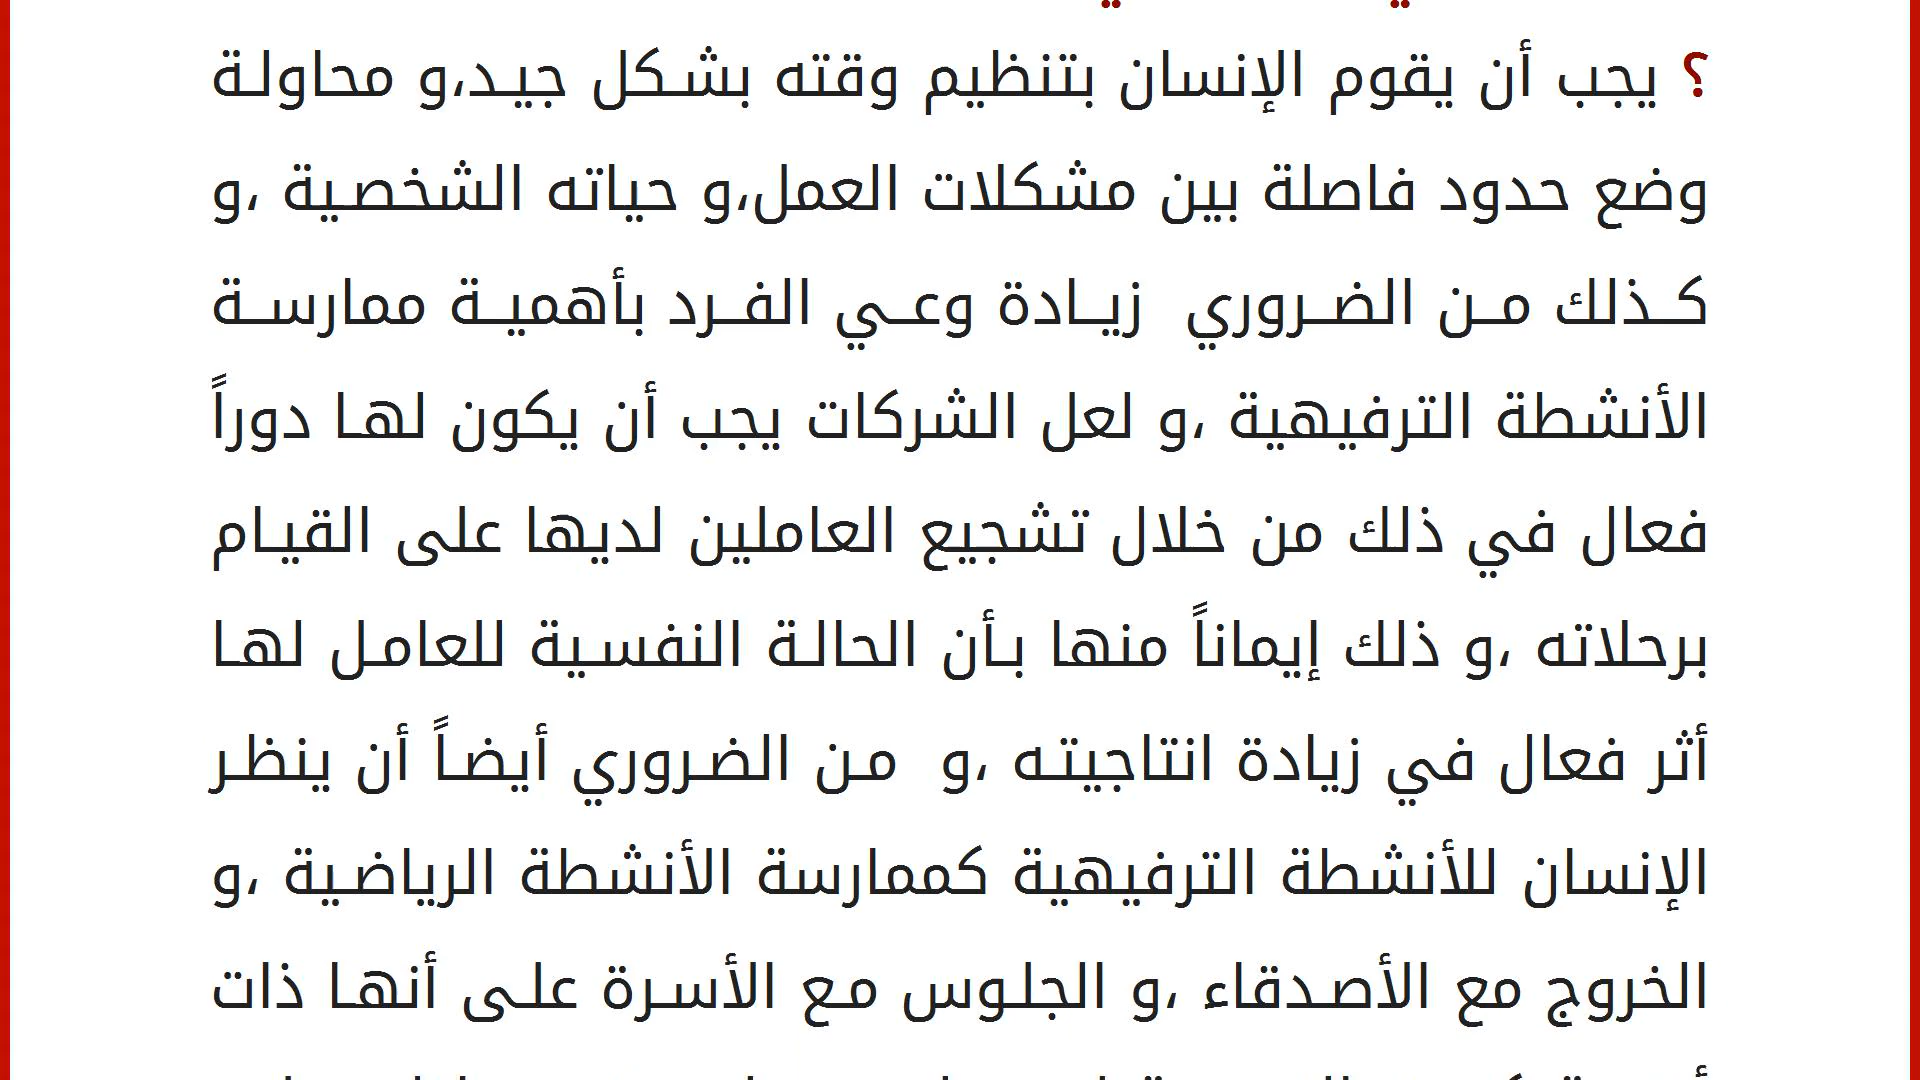 ؟ يجب أن يقوم الإنسان بتنظيم وقته بشكل جيد،و محاولة
وضع حدود فاصلة بين مشكلات العمل،و حياته الشخصية ،و
كذلك من الضروري زيادة وعي الفرد بأهمية ممارسة
الأنشطة الترفيهية ،و لعل الشركات يجب أن يكون لها دوراً
فعال في ذلك من خلال تشجيع العاملين لديها على القيام
برحلاته ،و ذلك إيماناً منها بأن الحالة النفسية للعامل لها
أثر فعال في زيادة انتاجيته ،و من الضروري أيضاً أن ينظر
الإنسان للأنشطة الترفيهية كممارسة الأنشطة الرياضية ،و
الخروج مع الأصدقاء ،و الجلوس مع الأسرة على أنها ذات